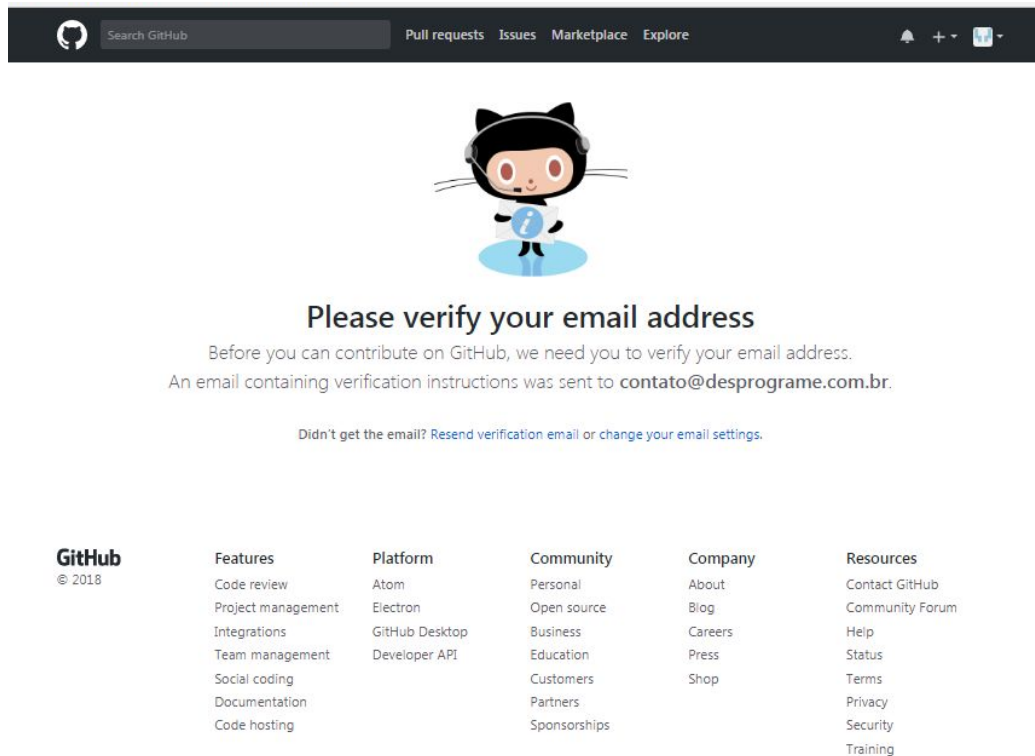 Search GitHub
Pull requests Issues Marketplace Explore
i
Please verify your email address
Before you can contribute on GitHub, we need you to verify your email address.
An email containing verification instructions was sent to contato@desprograme.com.br.
Didn't get the email? Resend verification email or change your email settings.
GitHub
© 2018
Features
Code review
Project management
Integrations
Team management
Social coding
Documentation
Code hosting
Platform
Atom
Electron
GitHub Desktop
Developer API
Community
Personal
Open source
Business
Education
Customers
Partners
Sponsorships
Company
About
Blog
Careers
Press
Shop
Resources
Contact GitHub
Community Forum
Help
Status
Terms
Privacy
Security
Training